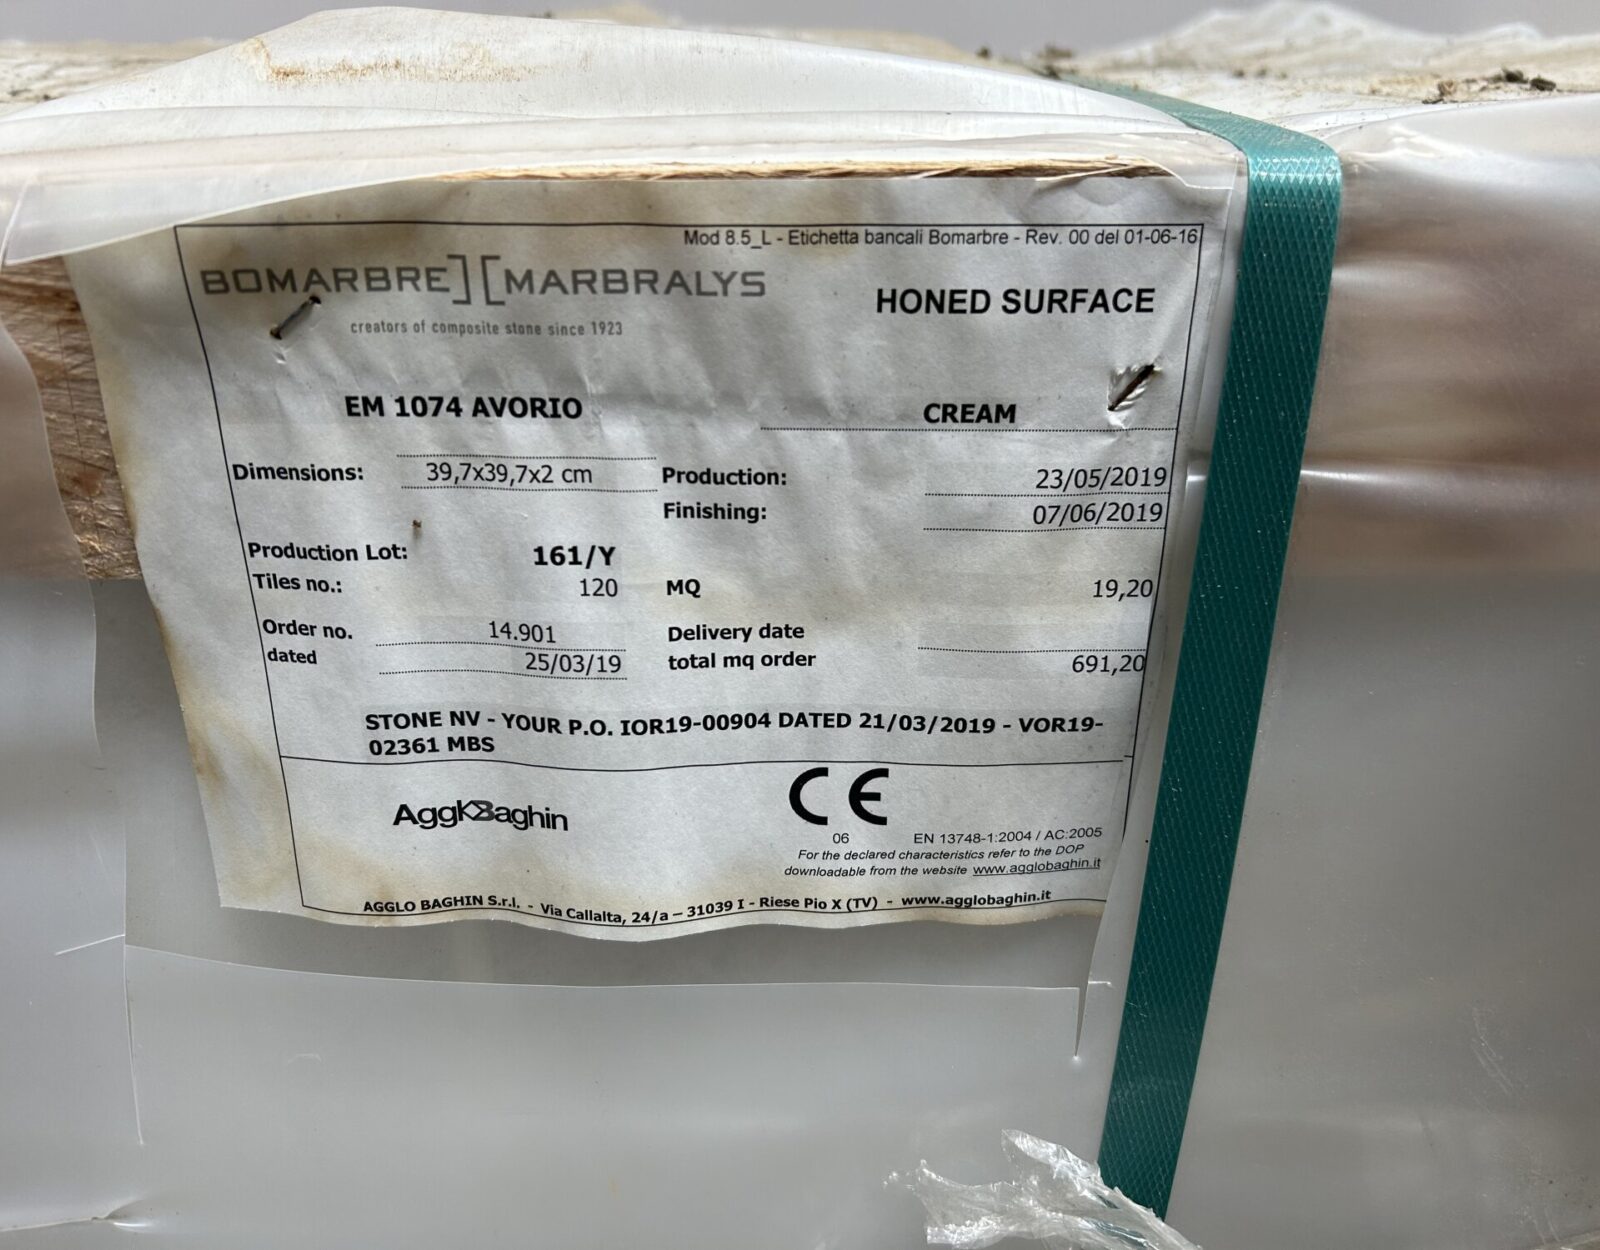 Mod 8.5_L - Etichetta bancali Bomarbre - Rev. 00 del 01-06-16
BOMARBRE][MARBRALYS
creators of composite stone since 1923
HONED SURFACE
EM 1074 AVORIO
CREAM
Dimensions: 39,7x39,7x2 cm
Production: 23/05/2019
Finishing: 07/06/2019
Production Lot: 161/Y
Tiles no.: 120
MQ 19,20
Order no. 14.901
Delivery date
dated 25/03/19
total mq order 691,20
STONE NV - YOUR P.O. IOR19-00904 DATED 21/03/2019 - VOR19-
02361 MBS
AggloBaghin
CE
06 EN 13748-1:2004 / AC:2005
For the declared characteristics refer to the DOP
downloadable from the website www.agglobaghin.it
AGGLO BAGHIN S.r.l. - Via Callalta, 24/a – 31039 I - Riese Pio X (TV) - www.agglobaghin.it